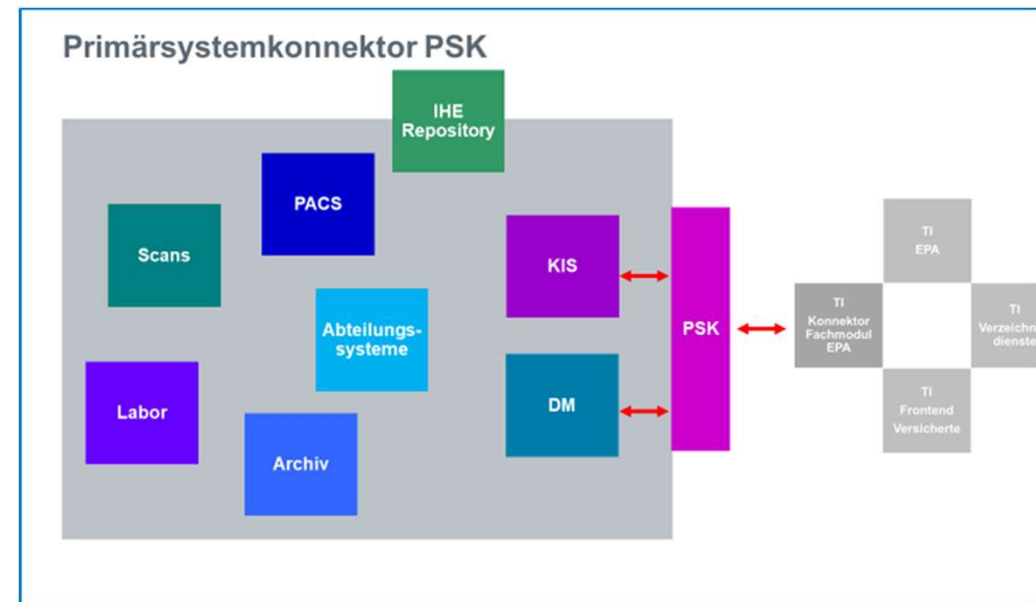 Primärsystemkonnektor PSK
IHE
Repository
PACS
Scans
KIS
Abteilungs-
systeme
PSK
DM
Labor
Archiv
TI
EPA
TI
Konnektor
Fachmodul
EPA
TI
dienste
TI
Frontend
Versicherte